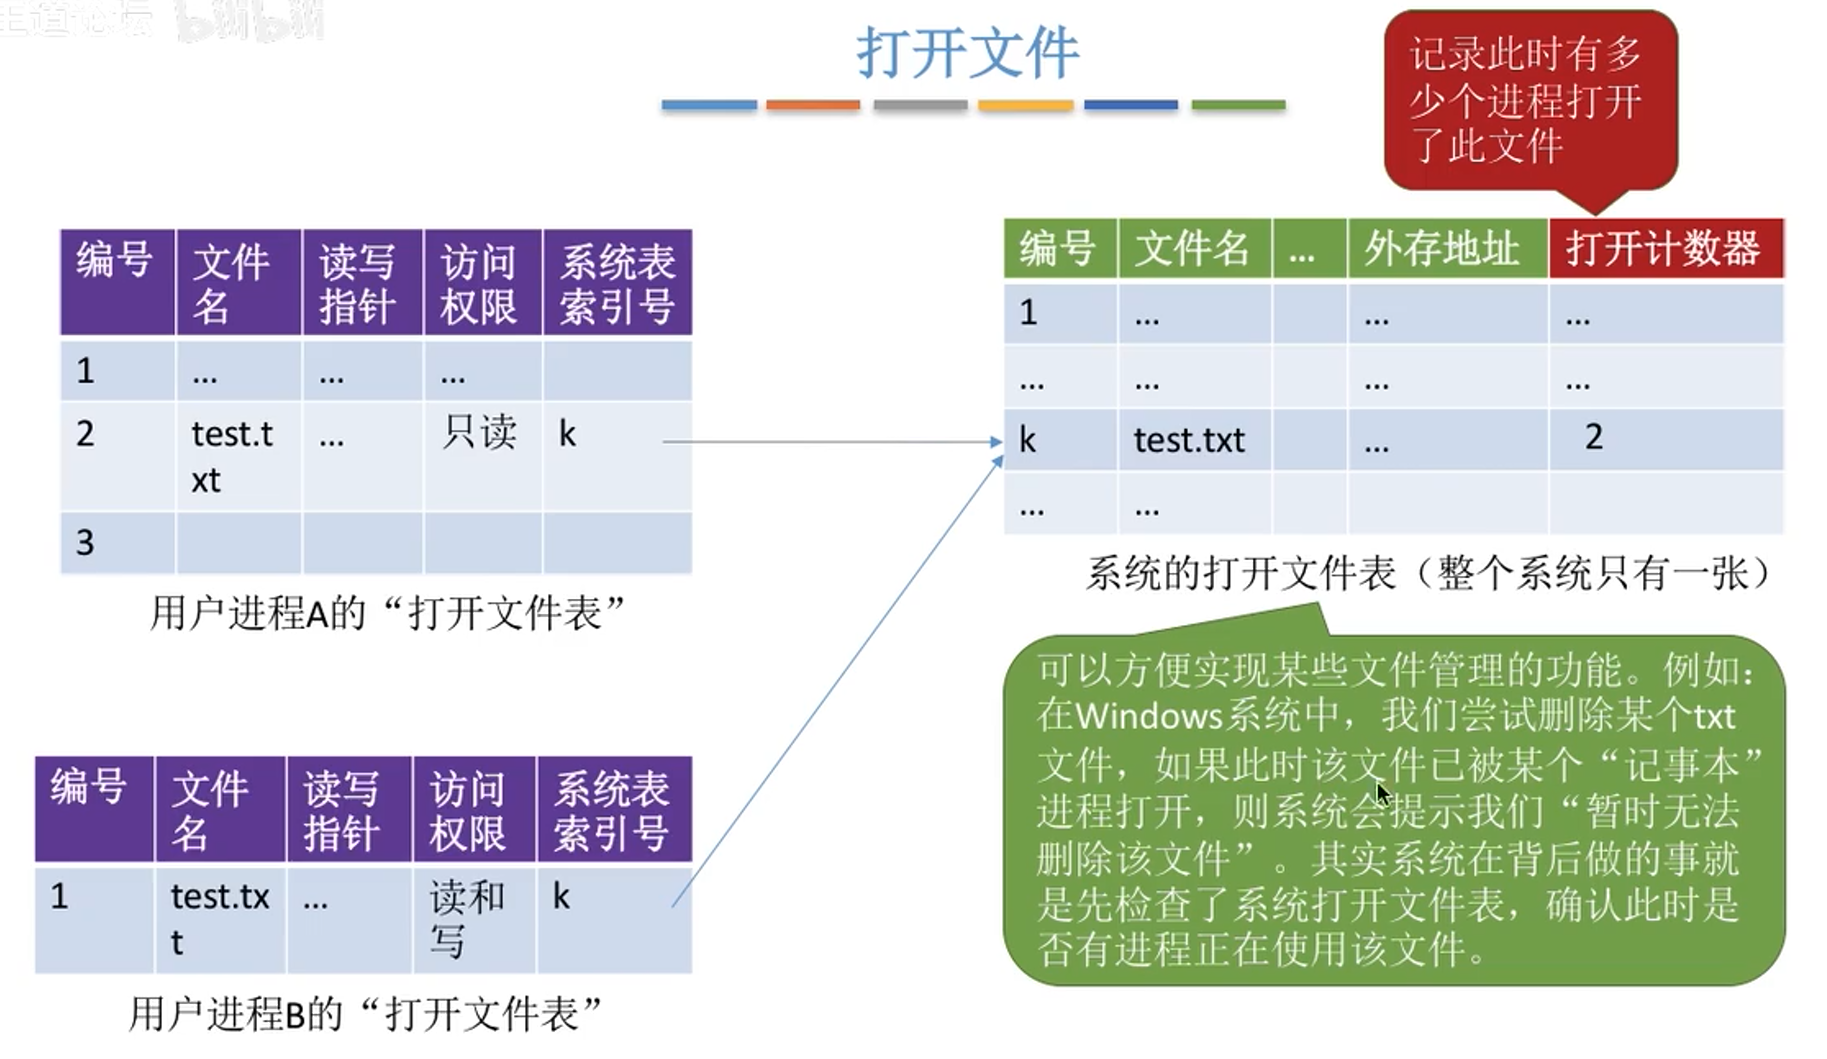 王道论坛 bilibili
打开文件
记录此时有多
少个进程打开
了此文件
编号 文件名 读写指针 访问权限 系统表索引号
1 ... ... ...
2 test.txt ... 只读 k
3
用户进程A的“打开文件表”
编号 文件名 ... 外存地址 打开计数器
1 ... ... ...
... ... ... ...
k test.txt ... 2
... ...
系统的打开文件表（整个系统只有一张）
可以方便实现某些文件管理的功能。例如：
在Windows系统中，我们尝试删除某个txt
文件，如果此时该文件已被某个“记事本”
进程打开，则系统会提示我们“暂时无法
删除该文件”。其实系统在背后做的事就
是先检查了系统打开文件表，确认此时是
否有进程正在使用该文件。
编号 文件名 读写指针 访问权限 系统表索引号
1 test.txt ... 读和写 k
用户进程B的“打开文件表”